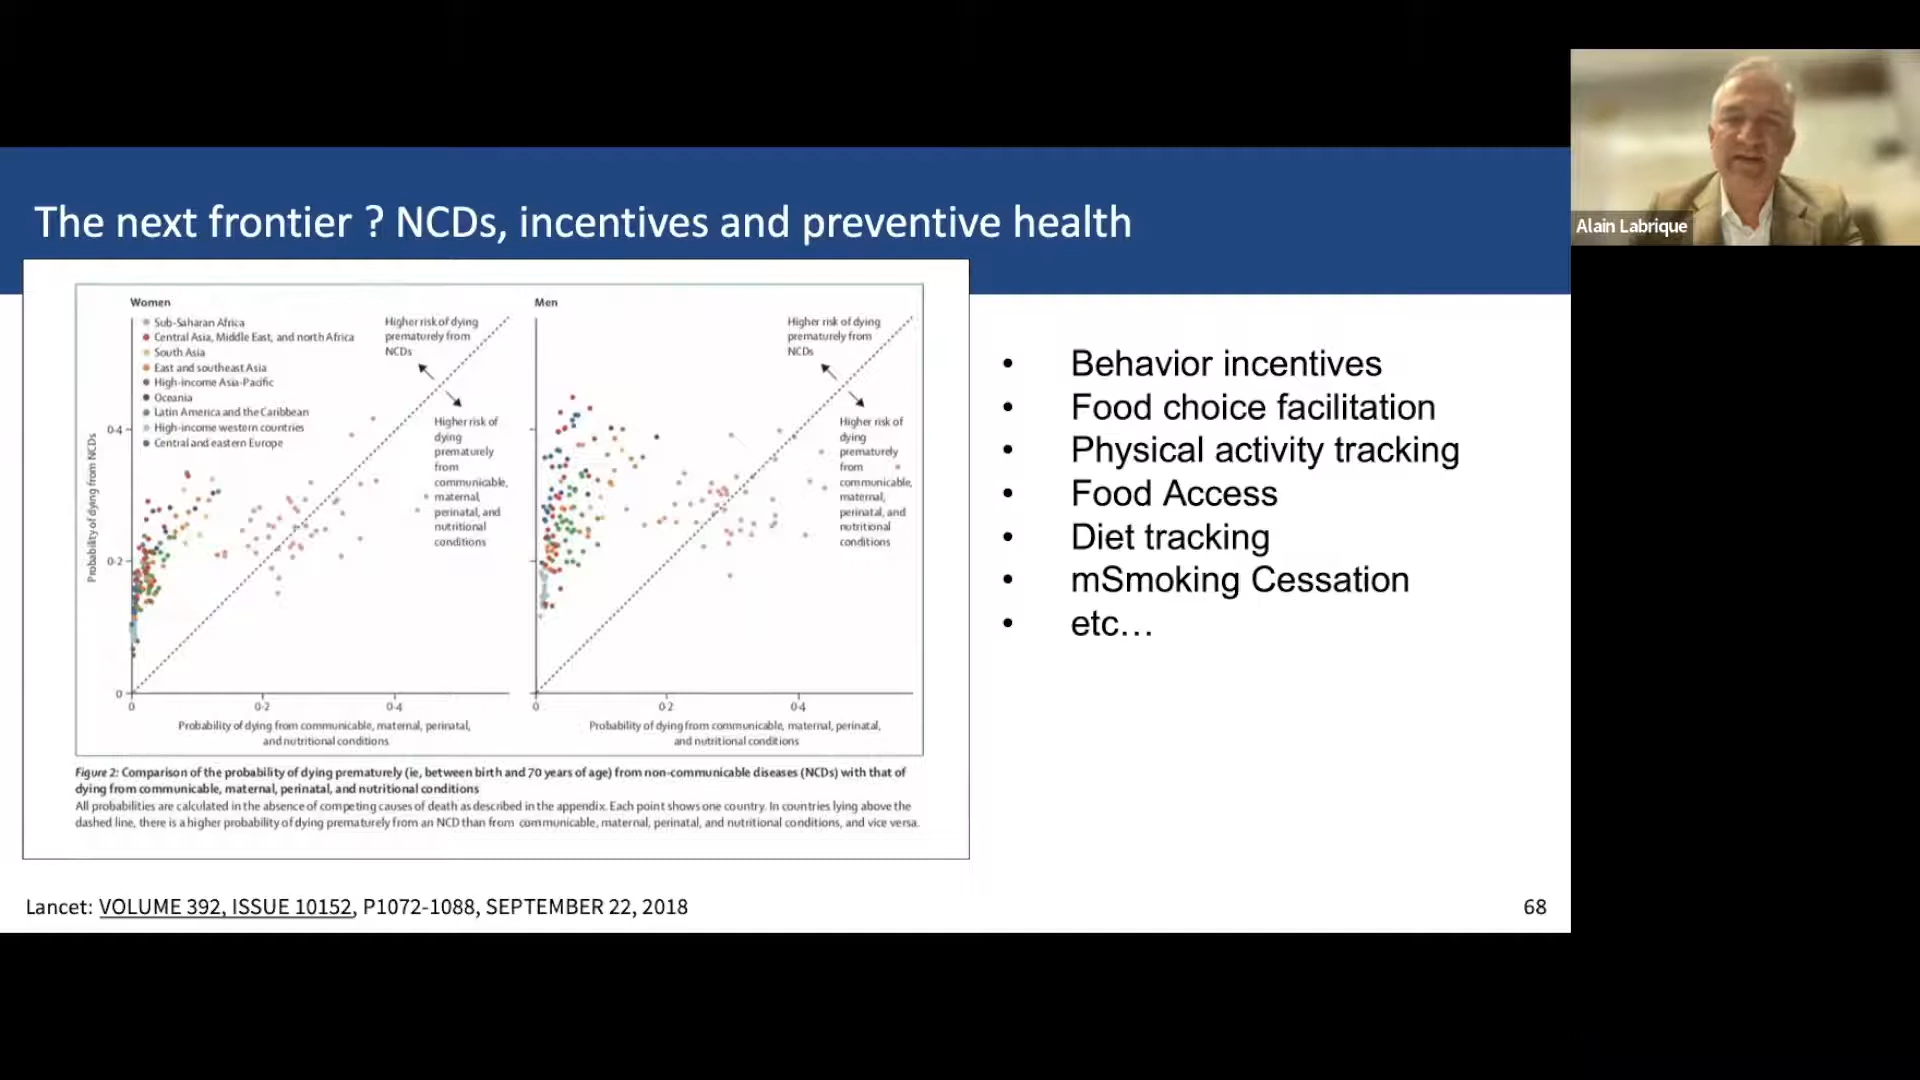 The next frontier ? NCDs, incentives and preventive health
Alain Labrique
Women
Sub-Saharan Africa
Central Asia, Middle East, and north Africa
South Asia
East and southeast Asia
High-income Asia-Pacific
Oceania
Latin America and the Caribbean
High-income western countries
Central and eastern Europe
Higher risk of dying
prematurely from
NCDs
Higher risk of
dying
prematurely
from
communicable,
maternal,
perinatal, and
nutritional
conditions
Probability of dying from NCDs
0·4
0·2
0
0
0·2
0·4
Probability of dying from communicable, maternal, perinatal,
and nutritional conditions
Men
Higher risk of dying
prematurely from
NCDs
Higher risk of
dying
prematurely
from
communicable,
maternal,
perinatal, and
nutritional
conditions
0
0·2
0·4
Probability of dying from communicable, maternal, perinatal,
and nutritional conditions
Figure 2: Comparison of the probability of dying prematurely (ie, between birth and 70 years of age) from non-communicable diseases (NCDs) with that of
dying from communicable, maternal, perinatal, and nutritional conditions
All probabilities are calculated in the absence of competing causes of death as described in the appendix. Each point shows one country. In countries lying above the
dashed line, there is a higher probability of dying prematurely from an NCD than from communicable, maternal, perinatal, and nutritional conditions, and vice versa.
• Behavior incentives
• Food choice facilitation
• Physical activity tracking
• Food Access
• Diet tracking
• mSmoking Cessation
• etc…
Lancet: VOLUME 392, ISSUE 10152, P1072-1088, SEPTEMBER 22, 2018
68